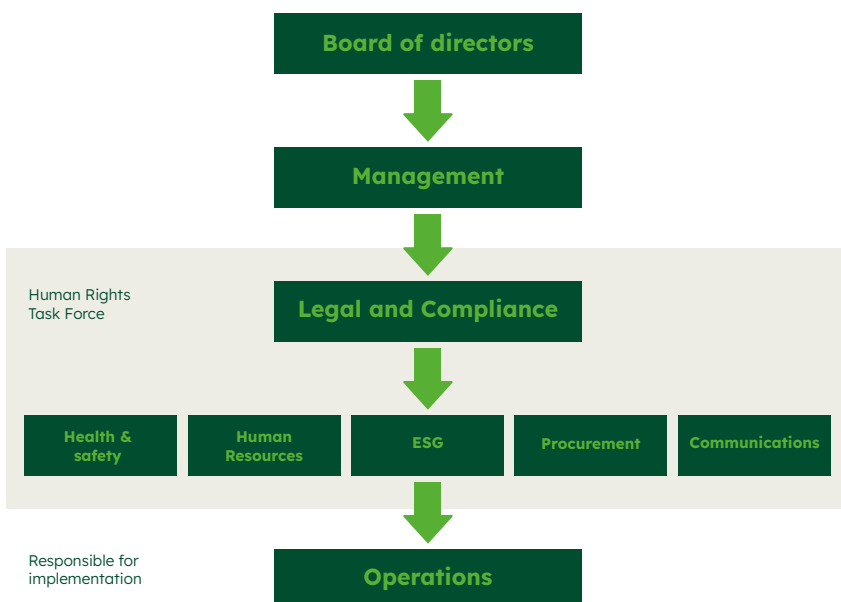 Board of directors
Management
Human Rights
Task Force
Legal and Compliance
Health &
safety
Human
Resources
ESG
Procurement
Communications
Responsible for
implementation
Operations